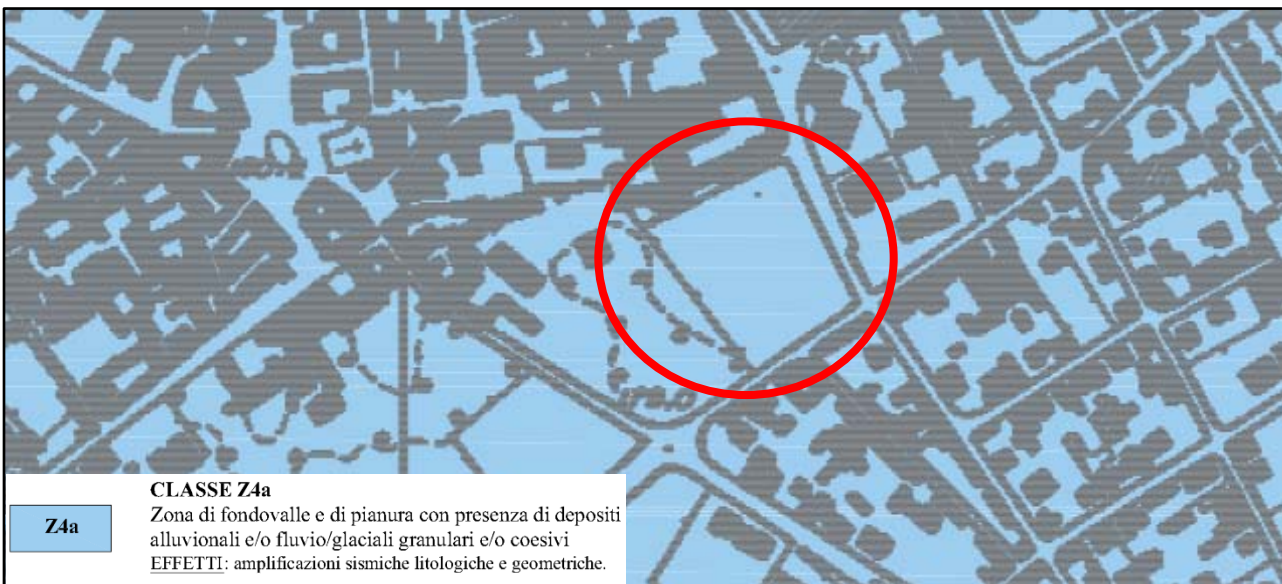 CLASSE Z4a
Z4a
Zona di fondovalle e di pianura con presenza di depositi
alluvionali e/o fluvio/glaciali granulari e/o coesivi
EFFETTI: amplificazioni sismiche litologiche e geometriche.